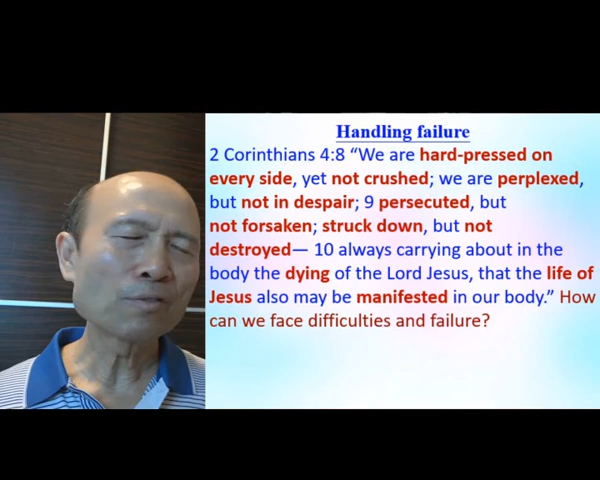 Handling failure
2 Corinthians 4:8 “We are hard-pressed on
every side, yet not crushed; we are perplexed,
but not in despair; 9 persecuted, but
not forsaken; struck down, but not
destroyed— 10 always carrying about in the
body the dying of the Lord Jesus, that the life of
Jesus also may be manifested in our body.” How
can we face difficulties and failure?